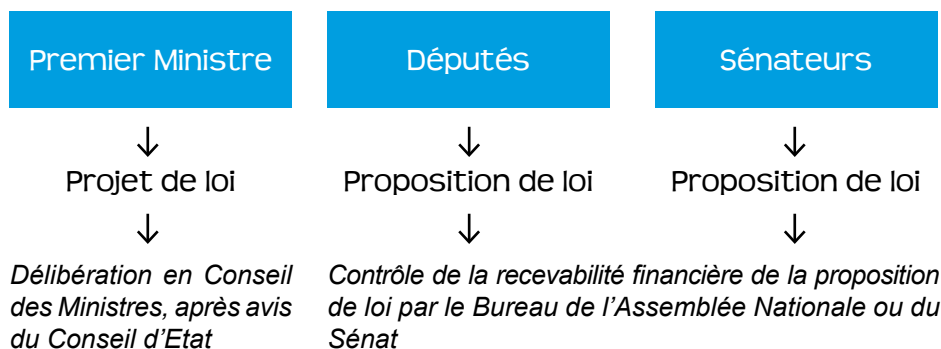 Premier Ministre
Députés
Sénateurs
↓ ↓ ↓
Projet de loi
Proposition de loi
Proposition de loi
↓ ↓ ↓
Délibération en Conseil
des Ministres, après avis
du Conseil d'Etat
Contrôle de la recevabilité financière de la proposition
de loi par le Bureau de l'Assemblée Nationale ou du
Sénat